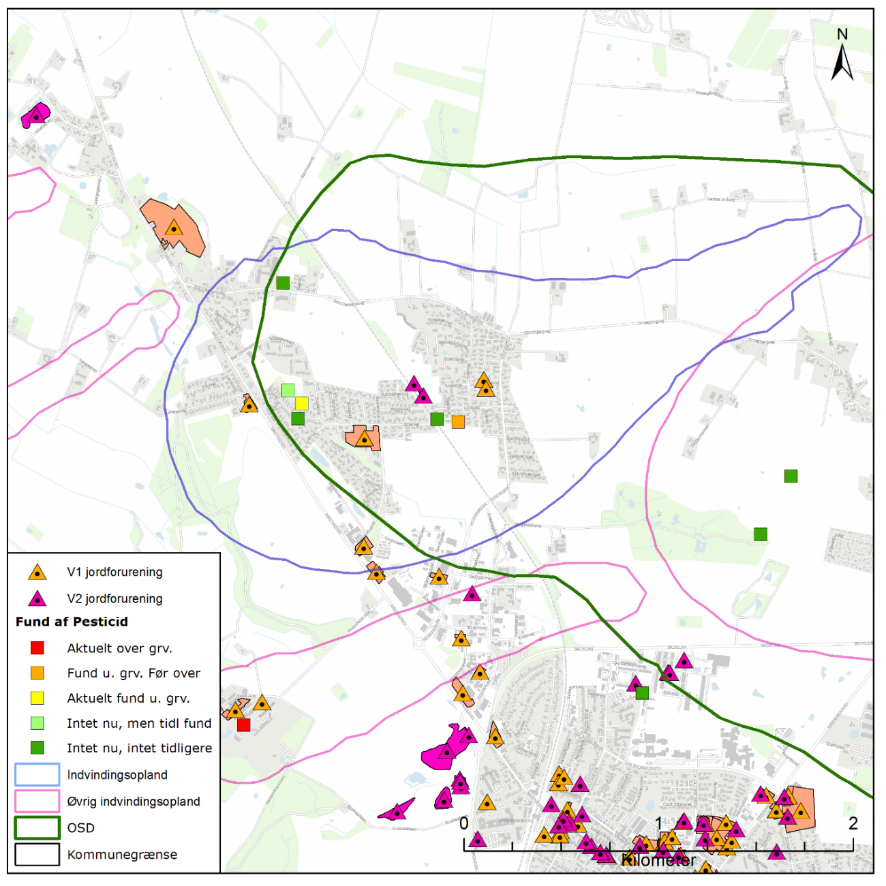 N
V1 jordforurening
V2 jordforurening
Fund af Pesticid
Aktuelt over grv.
Fund u. grv. Før over
Aktuelt fund u. grv.
Intet nu, men tidl fund
Intet nu, intet tidligere
Indvindingsopland
Øvrig indvindingsopland
OSD
Kommunegrænse
0 1 2
Kilometer